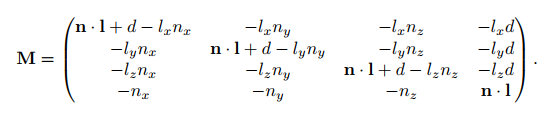 M = ( n · l + d − l_x n_x   −l_x n_y   −l_x n_z   −l_x d
−l_y n_x   n · l + d − l_y n_y   −l_y n_z   −l_y d
−l_z n_x   −l_z n_y   n · l + d − l_z n_z   −l_z d
−n_x   −n_y   −n_z   n · l ) .